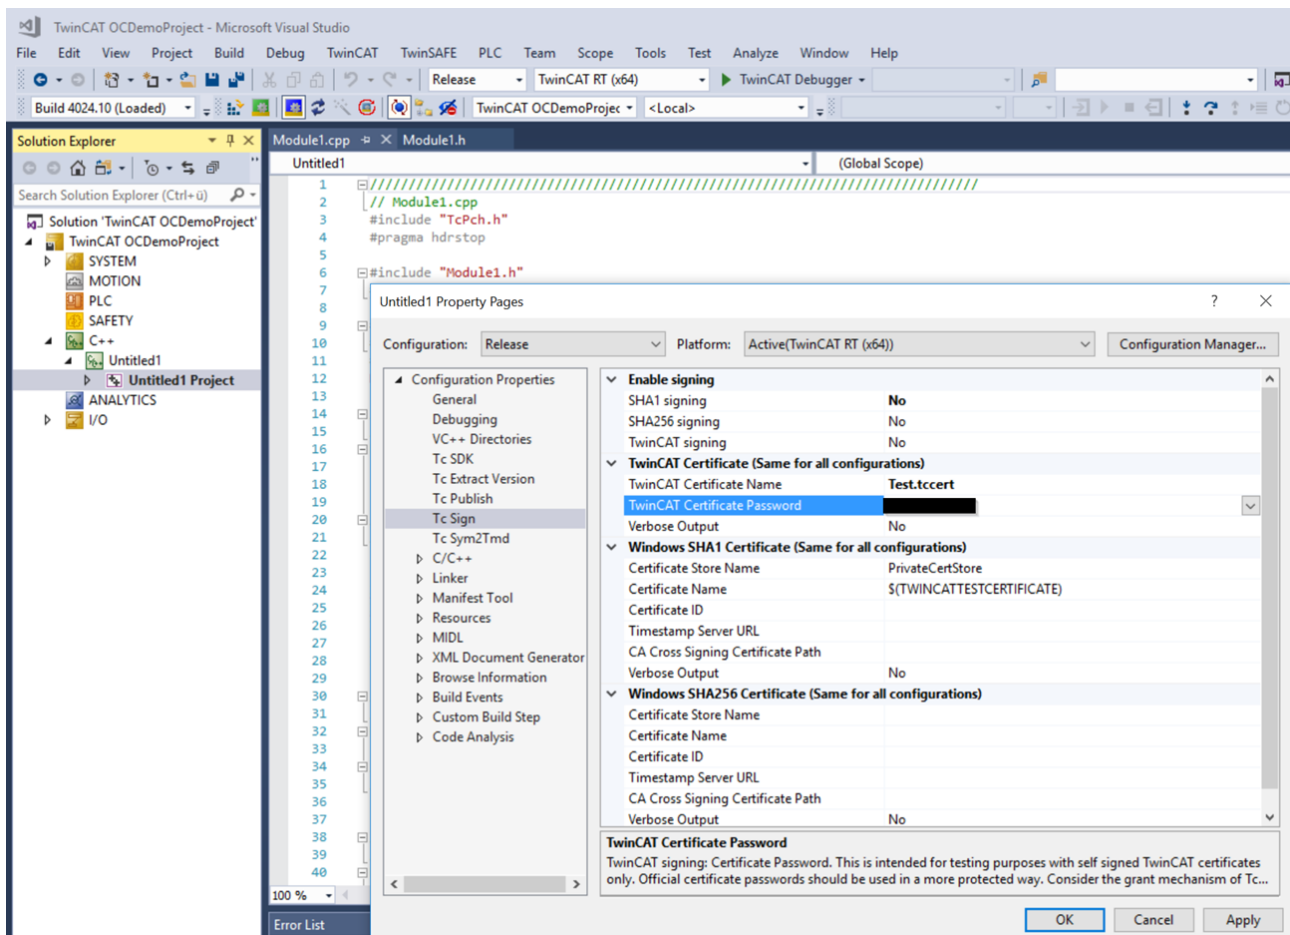 TwinCAT OCDemoProject - Microsoft Visual Studio
File Edit View Project Build Debug TwinCAT TwinSAFE PLC Team Scope Tools Test Analyze Window Help
Release TwinCAT RT (x64) TwinCAT Debugger
Build 4024.10 (Loaded) TwinCAT OCDemoProjec <Local>
Solution Explorer
Search Solution Explorer (Ctrl+ü)
Solution 'TwinCAT OCDemoProject'
TwinCAT OCDemoProject
SYSTEM
MOTION
PLC
SAFETY
C++
Untitled1
Untitled1 Project
ANALYTICS
I/O
Module1.cpp Module1.h
Untitled1 (Global Scope)
1 ///////////////////////////////////////////////////////////////////////////////
2 // Module1.cpp
3 #include "TcPch.h"
4 #pragma hdrstop
5
6 #include "Module1.h"
7
8
9
10
11
12
13
14
15
16
17
18
19
20
21
22
23
24
25
26
27
28
29
30
31
32
33
34
35
36
37
38
39
40
100 %
Error List
Untitled1 Property Pages ?
Configuration: Release Platform: Active(TwinCAT RT (x64)) Configuration Manager...
Configuration Properties
General
Debugging
VC++ Directories
Tc SDK
Tc Extract Version
Tc Publish
Tc Sign
Tc Sym2Tmd
C/C++
Linker
Manifest Tool
Resources
MIDL
XML Document Generator
Browse Information
Build Events
Custom Build Step
Code Analysis
Enable signing
SHA1 signing No
SHA256 signing No
TwinCAT signing No
TwinCAT Certificate (Same for all configurations)
TwinCAT Certificate Name Test.tccert
TwinCAT Certificate Password
Verbose Output No
Windows SHA1 Certificate (Same for all configurations)
Certificate Store Name PrivateCertStore
Certificate Name $(TWINCATTESTCERTIFICATE)
Certificate ID
Timestamp Server URL
CA Cross Signing Certificate Path
Verbose Output No
Windows SHA256 Certificate (Same for all configurations)
Certificate Store Name
Certificate Name
Certificate ID
Timestamp Server URL
CA Cross Signing Certificate Path
Verbose Output No
TwinCAT Certificate Password
TwinCAT signing: Certificate Password. This is intended for testing purposes with self signed TwinCAT certificates
only. Official certificate passwords should be used in a more protected way. Consider the grant mechanism of Tc...
OK Cancel Apply